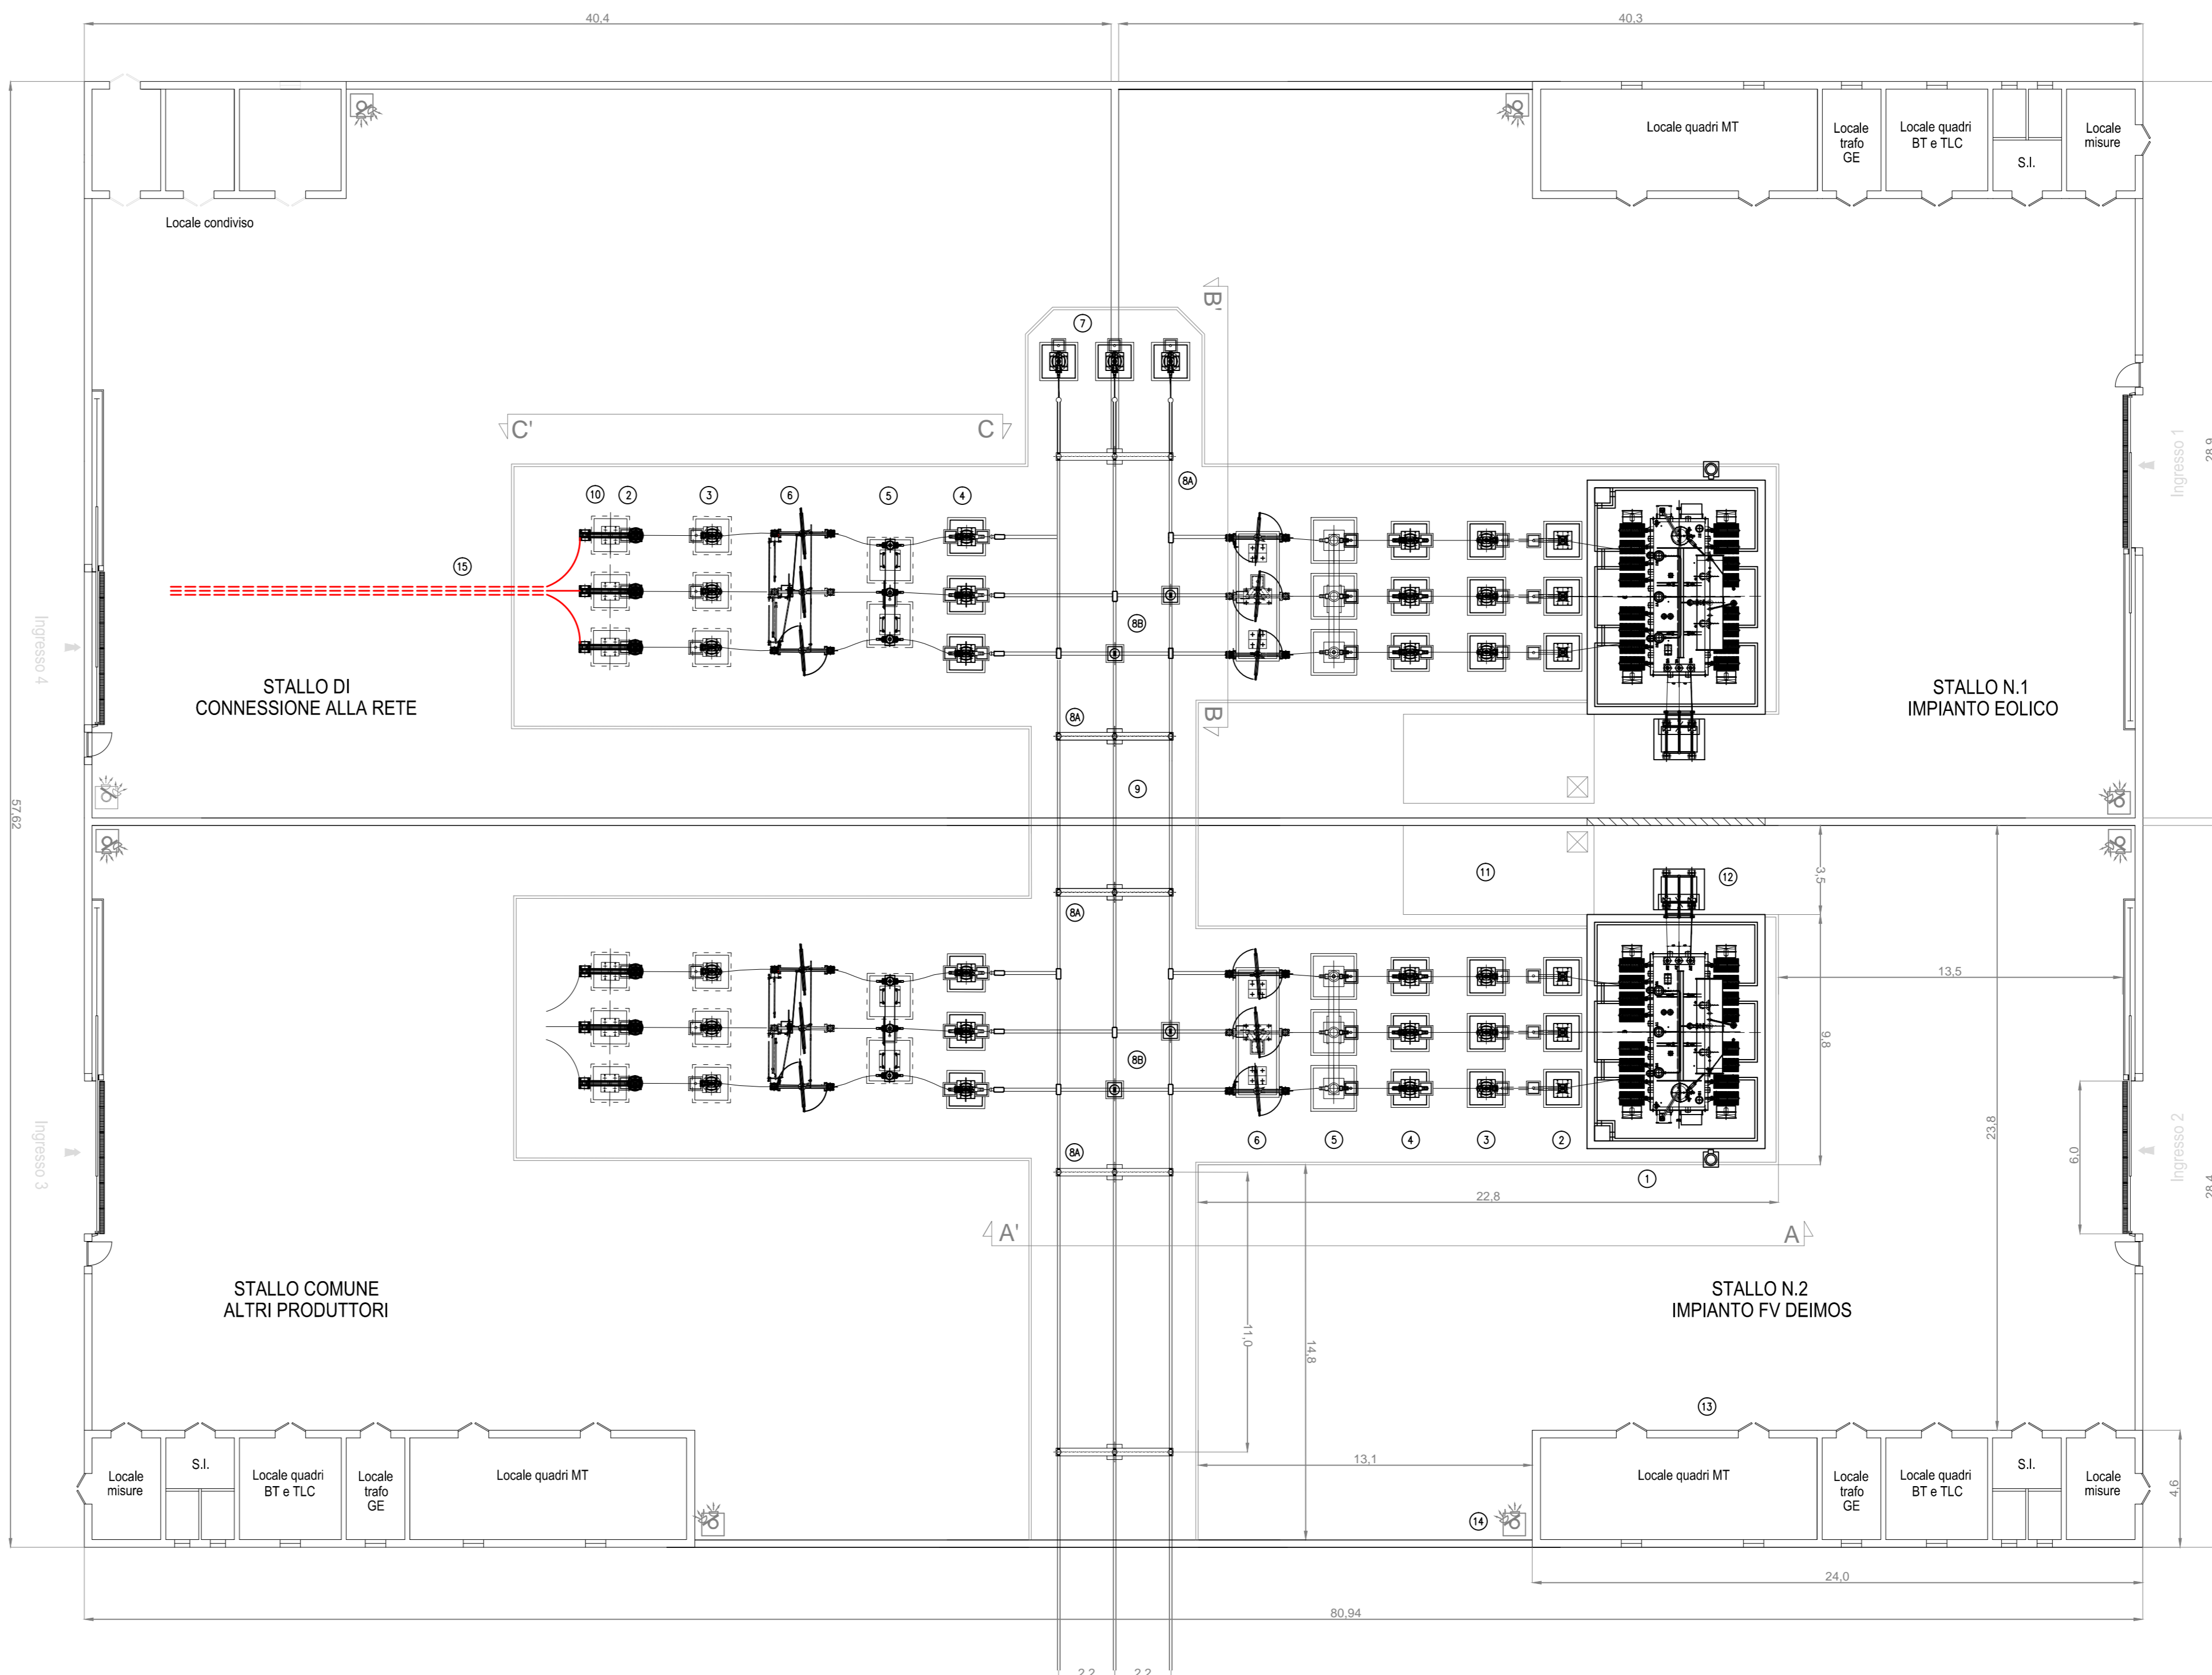 40,4
40,3
Locale quadri MT
Locale
trafo
GE
Locale quadri
BT e TLC
S.I.
Locale
misure
Locale condiviso
B'
7
C'
C
8A
Ingresso 1
28,9
10
2
3
6
5
4
15
8B
Ingresso 4
STALLO DI
CONNESSIONE ALLA RETE
STALLO N.1
IMPIANTO EOLICO
B
8A
9
57,62
11
12
3,5
8A
13,5
9,8
23,8
8B
6,0
Ingresso 3
Ingresso 2
8A
6
5
4
3
2
1
28,4
22,8
A'
A
STALLO COMUNE
ALTRI PRODUTTORI
STALLO N.2
IMPIANTO FV DEIMOS
11,0
14,8
13
13,1
Locale
misure
S.I.
Locale quadri
BT e TLC
Locale
trafo
GE
Locale quadri MT
14
Locale quadri MT
Locale
trafo
GE
Locale quadri
BT e TLC
S.I.
Locale
misure
4,6
24,0
80,94
2,2
2,2